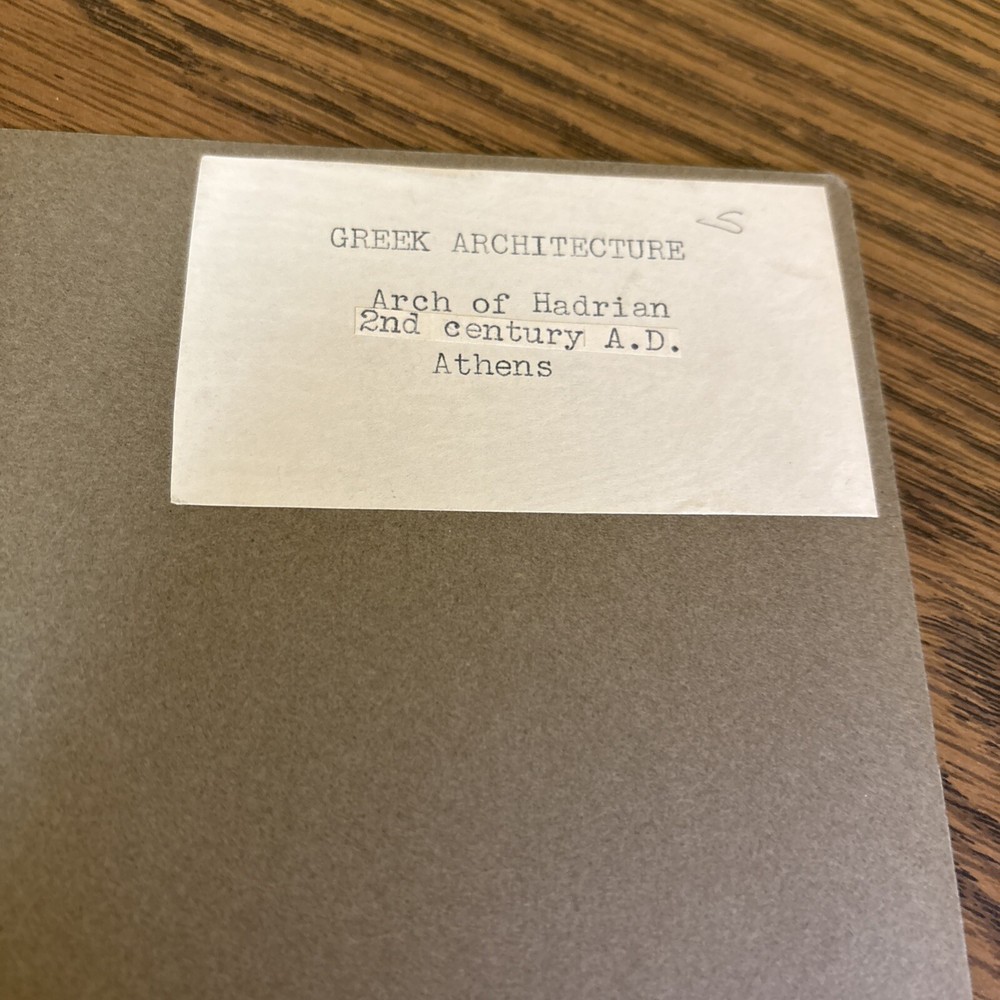 S
GREEK ARCHITECTURE
Arch of Hadrian
2nd century A.D.
Athens